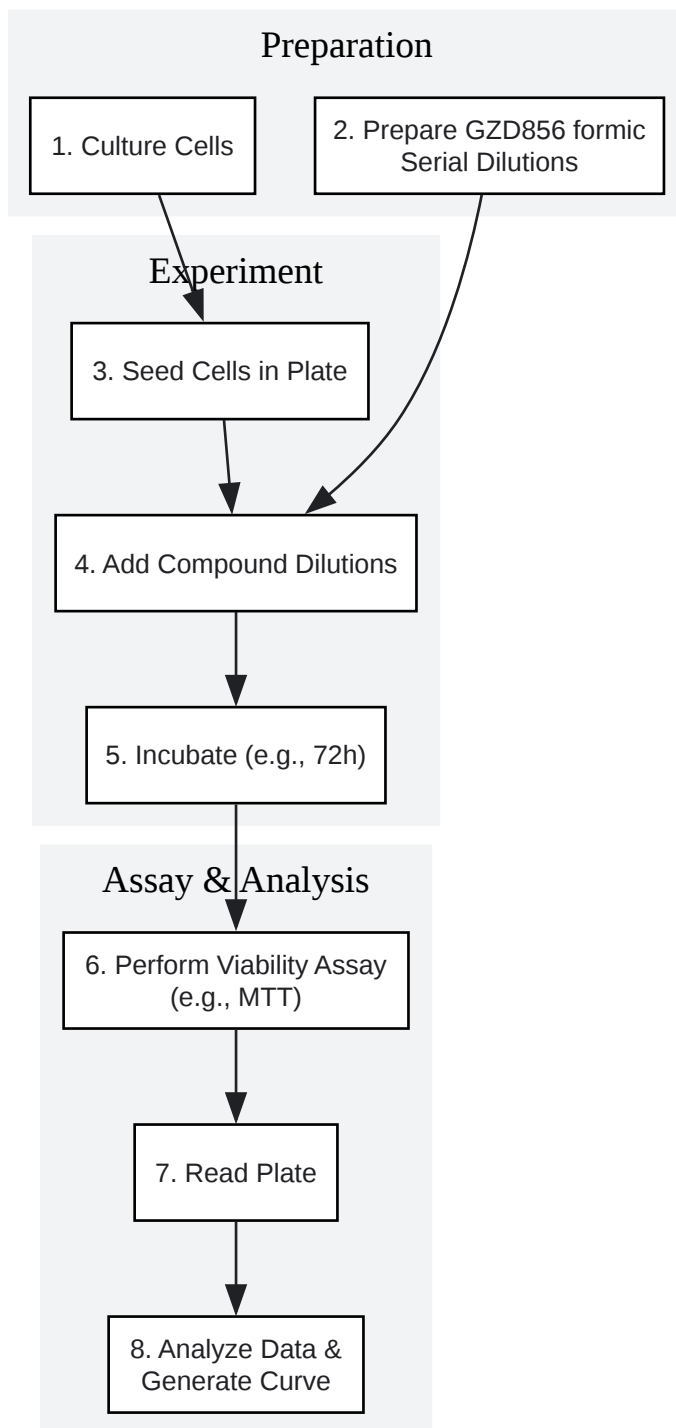 Preparation
1. Culture Cells
2. Prepare GZD856 formic
Serial Dilutions
Experiment
3. Seed Cells in Plate
4. Add Compound Dilutions
5. Incubate (e.g., 72h)
Assay & Analysis
6. Perform Viability Assay
(e.g., MTT)
7. Read Plate
8. Analyze Data &
Generate Curve